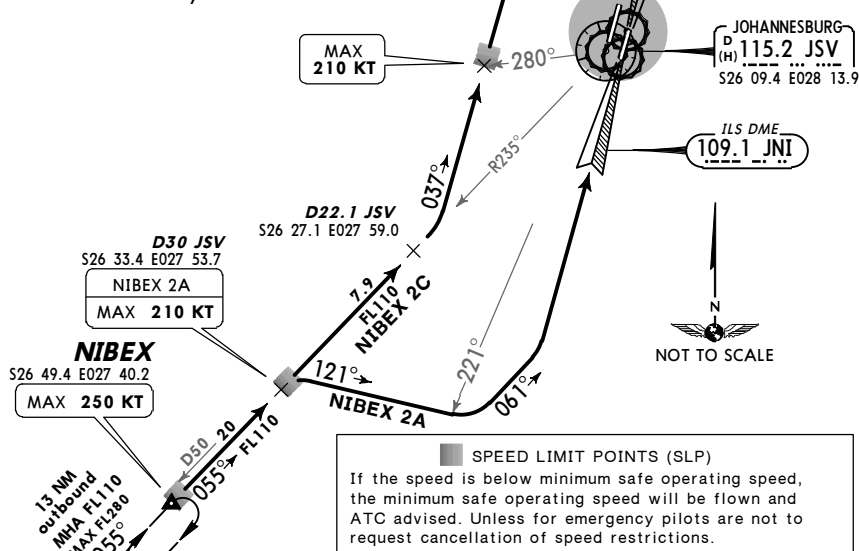 JOHANNESBURG
D
(H) 115.2 JSV
S26 09.4 E028 13.9
MAX
210 KT
280°
ILS DME
109.1 JNI
R235°
037°
D22.1 JSV
S26 27.1 E027 59.0
D30 JSV
S26 33.4 E027 53.7
NIBEX 2A
MAX 210 KT
7.9
FL110
NIBEX 2C
N
NOT TO SCALE
NIBEX
S26 49.4 E027 40.2
MAX 250 KT
121°
NIBEX 2A
221°
061°
D50
20
055°
FL110
SPEED LIMIT POINTS (SLP)
If the speed is below minimum safe operating speed,
the minimum safe operating speed will be flown and
ATC advised. Unless for emergency pilots are not to
request cancellation of speed restrictions.
13 NM
outbound
MHA FL110
MAX FL280